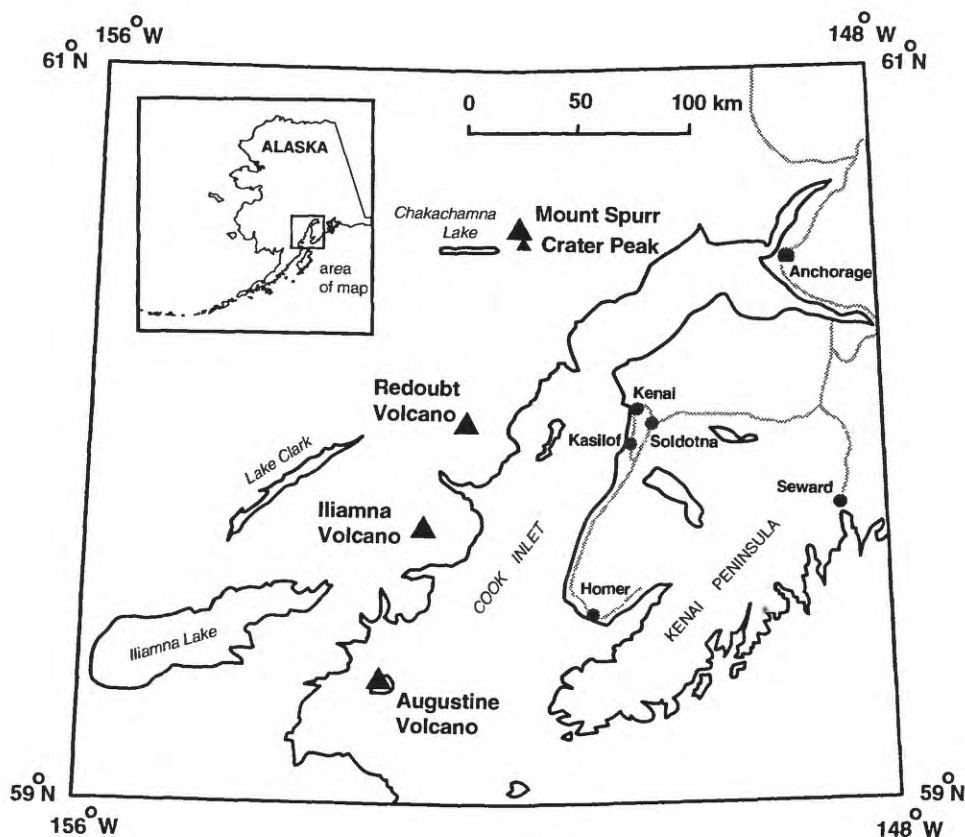 156°W
148°W
61°N
61°N
0 50 100 km
ALASKA
area
of map
Chakachamna
Lake
Mount Spurr
Crater Peak
Anchorage
Redoubt
Volcano
Kenai
Kasilof
Soldotna
Lake Clark
Seward
Iliamna
Volcano
COOK INLET
KENAI PENINSULA
Homer
Iliamna Lake
Augustine
Volcano
59°N
59°N
156°W
148°W